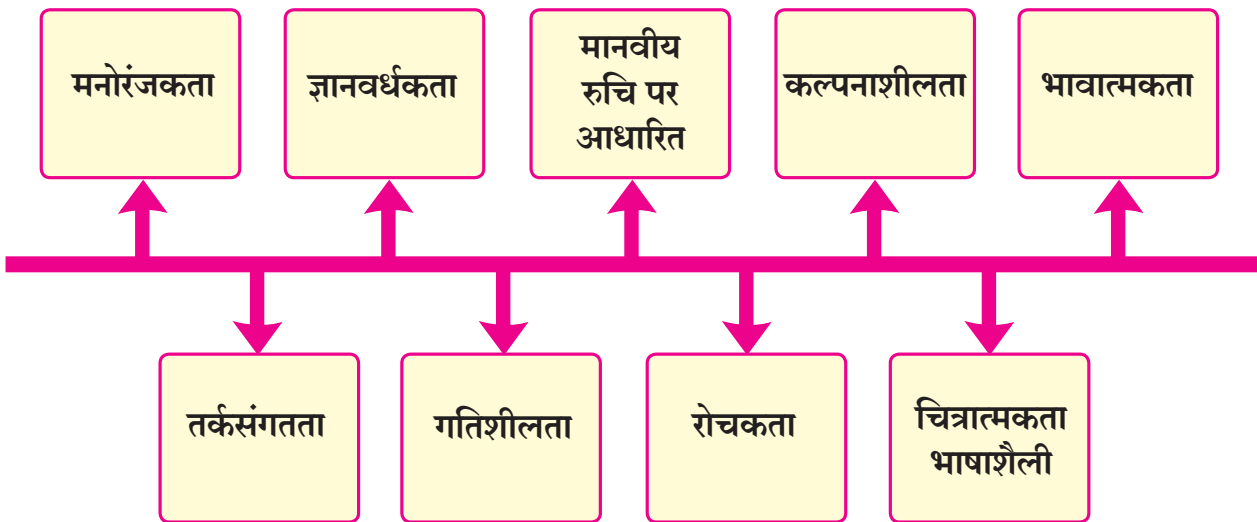 मनोरंजकता
ज्ञानवर्धकता
मानवीय
रुचि पर
आधारित
कल्पनाशीलता
भावात्मकता
तर्कसंगतता
गतिशीलता
रोचकता
चित्रात्मकता
भाषाशैली